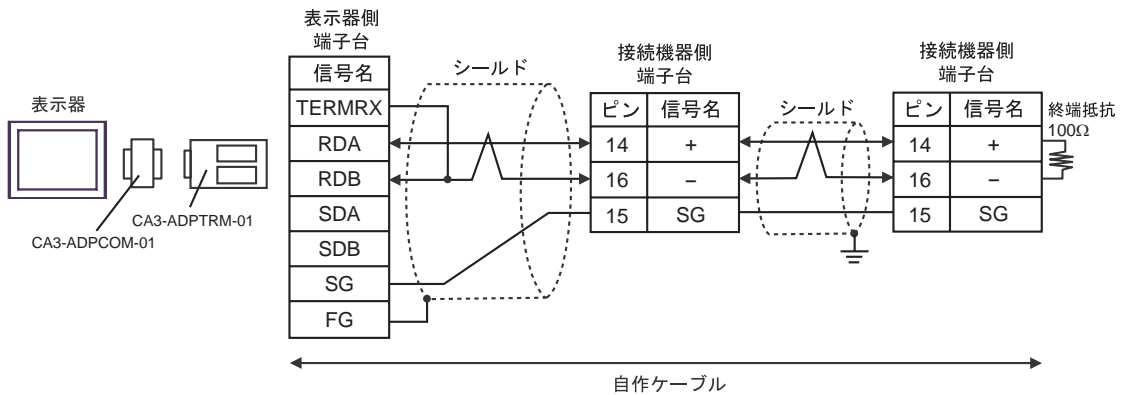 表示器
CA3-ADPCOM-01
CA3-ADPTRM-01
表示器側
端子台
信号名
TERMRX
RDA
RDB
SDA
SDB
SG
FG
シールド
接続機器側
端子台
ピン 信号名
14 +
16 −
15 SG
シールド
接続機器側
端子台
ピン 信号名
14 +
16 −
15 SG
終端抵抗
100Ω
自作ケーブル